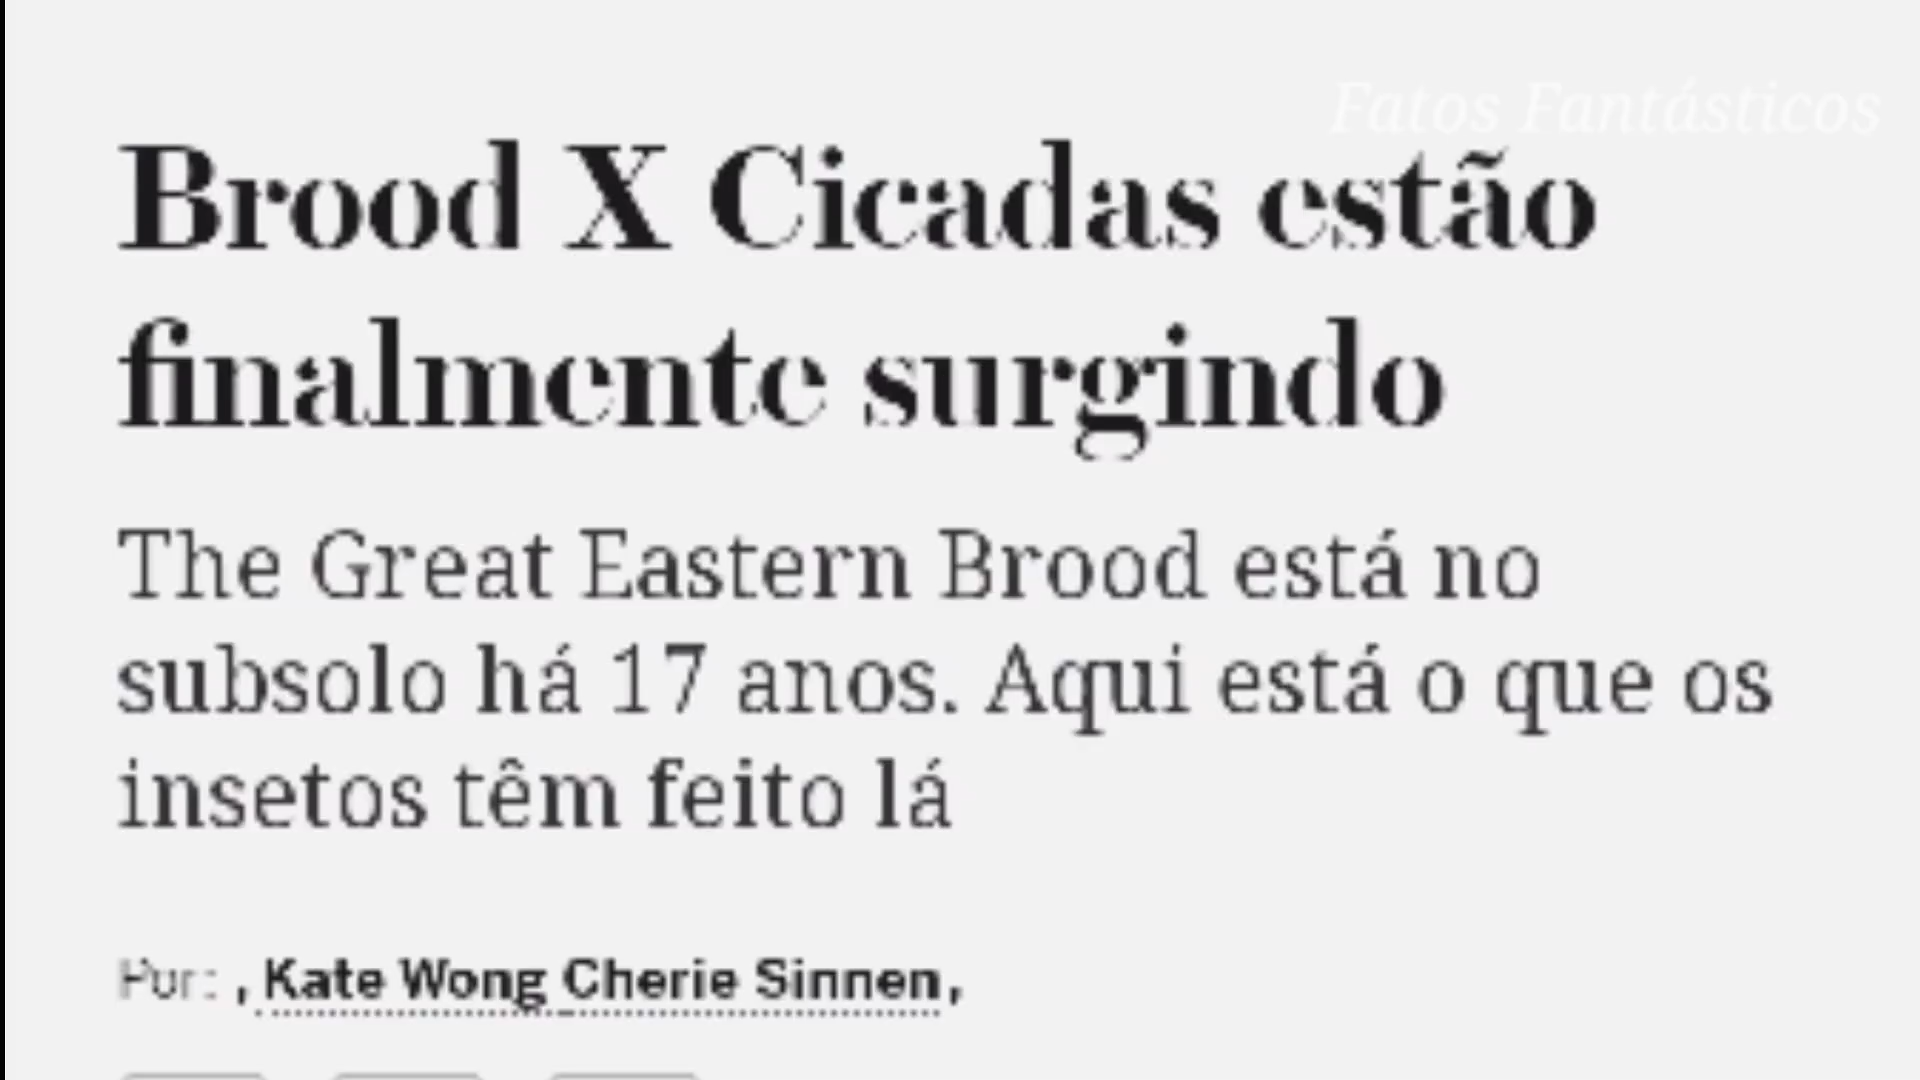 Fatos Fantásticos
Brood X Cicadas estão
finalmente surgindo
The Great Eastern Brood está no
subsolo há 17 anos. Aqui está o que os
insetos têm feito lá
Por: , Kate Wong Cherie Sinnen,